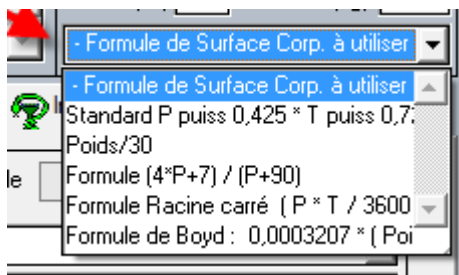 - Formule de Surface Corp. à utiliser
- Formule de Surface Corp. à utiliser
Standard P puiss 0,425 * T puiss 0,7
Poids/30
Formule (4*P+7) / (P+90)
Formule Racine carré ( P * T / 3600
Formule de Boyd : 0,0003207 * ( Poi
le